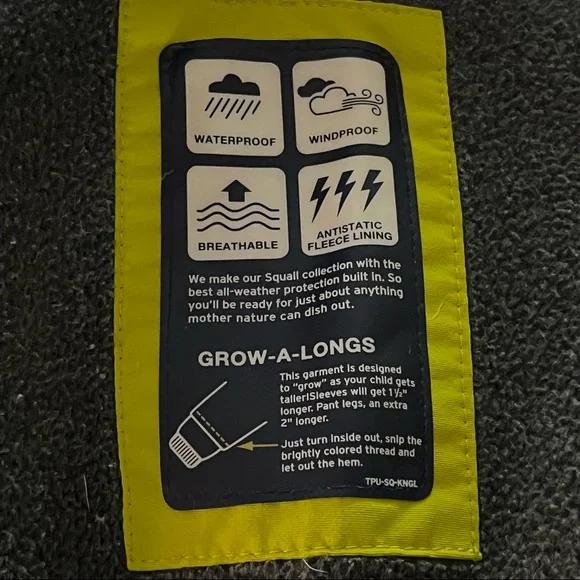 WATERPROOF
WINDPROOF
BREATHABLE
ANTISTATIC
FLEECE LINING
We make our Squall collection with the
best all-weather protection built in. So
you'll be ready for just about anything
mother nature can dish out.
GROW-A-LONGS
This garment is designed
to "grow" as your child gets
taller!Sleeves will get 1½"
longer. Pant legs, an extra
2" longer.
Just turn inside out, snip the
brightly colored thread and
let out the hem.
TPU-SQ-KNGL